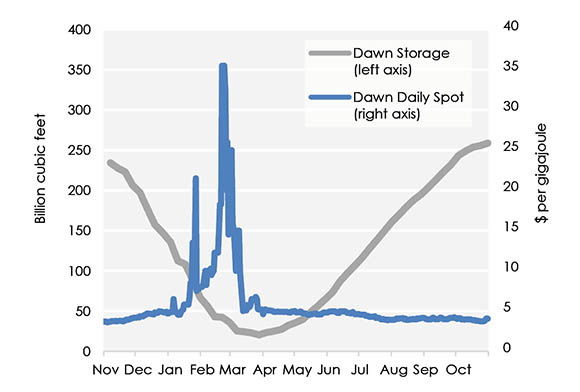 400
350
300
250
200
150
100
50
0
Billion cubic feet
Dawn Storage
(left axis)
Dawn Daily Spot
(right axis)
40
35
30
25
20
15
10
5
0
$ per gigajoule
Nov Dec Jan Feb Mar Apr May Jun Jul Aug Sep Oct